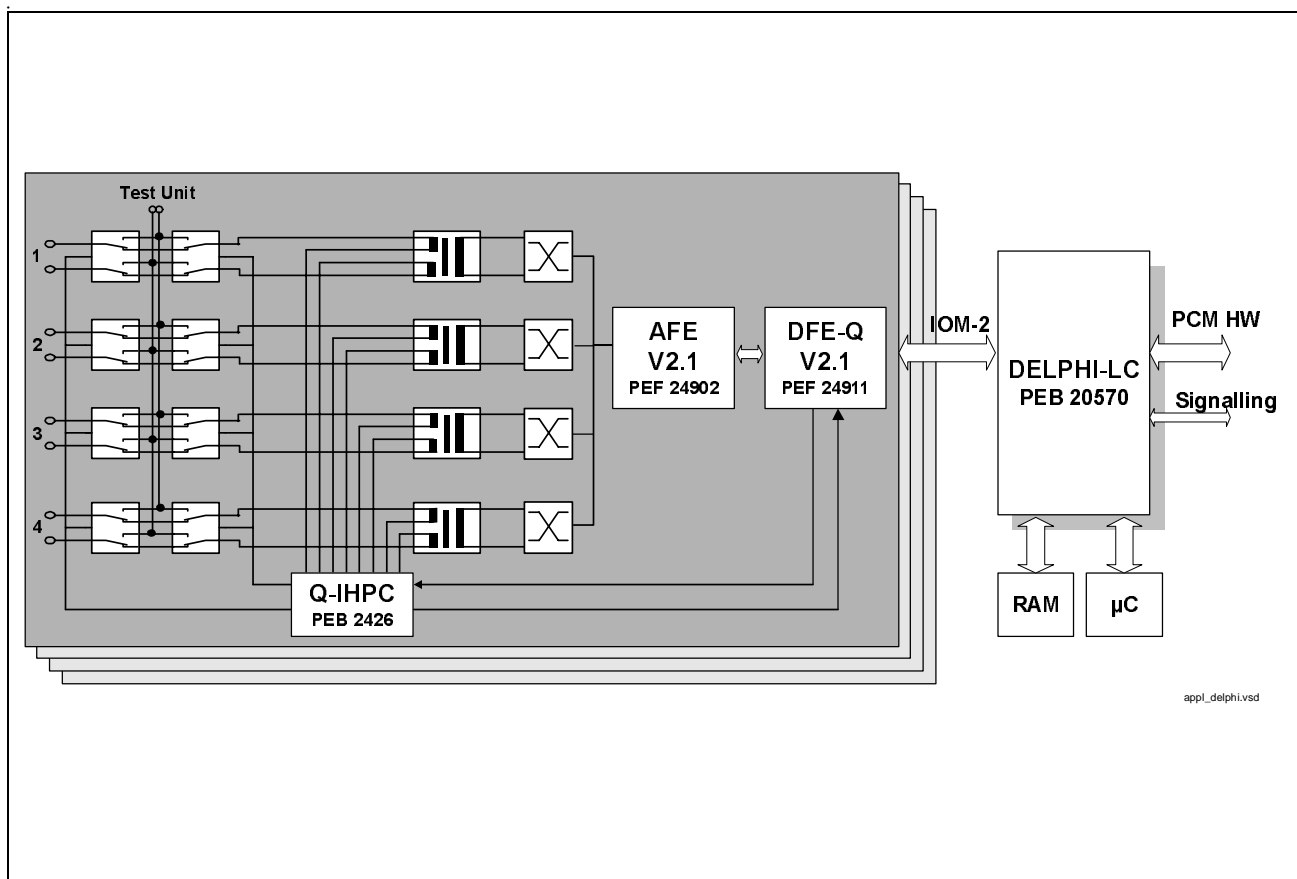 Test Unit
1
2
3
4
AFE
V2.1
PEF 24902
DFE-Q
V2.1
PEF 24911
IOM-2
DELPHI-LC
PEB 20570
PCM HW
Signalling
Q-IHPC
PEB 2426
RAM
µC
appl_delphi.vsd